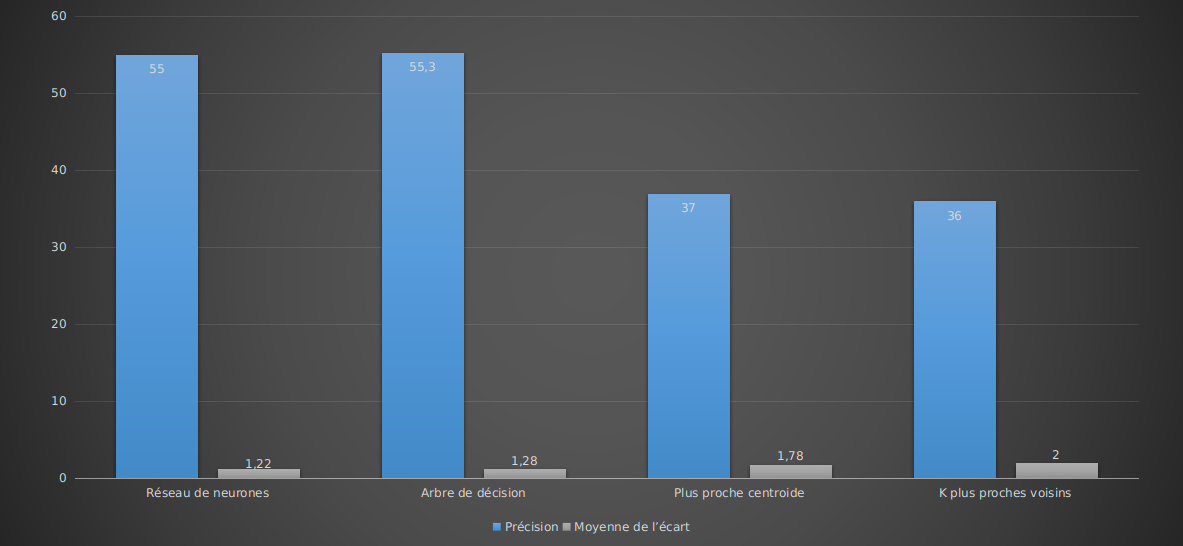 60
50
40
30
20
10
0
55
55,3
37
36
1,22
1,28
1,78
2
Réseau de neurones
Arbre de décision
Plus proche centroide
K plus proches voisins
Précision
Moyenne de l’écart